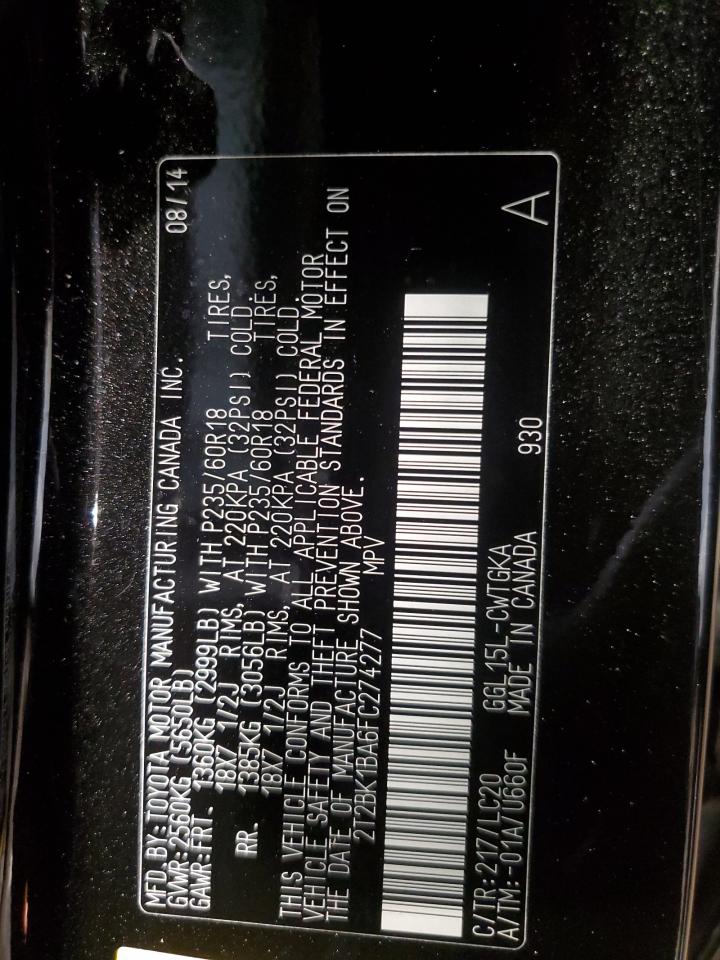 MFD. BY: TOYOTA MOTOR MANUFACTURING CANADA INC. 08/14
GVWR: 2560KG (5650LB)
GAWR: FRT. 1360KG (2999LB) WITH P235/60R18 TIRES,
18X7 1/2J RIMS, AT 220KPA (32PSI) COLD.
RR. 1385KG (3056LB) WITH P235/60R18 TIRES,
18X7 1/2J RIMS, AT 220KPA (32PSI) COLD.
THIS VEHICLE CONFORMS TO ALL APPLICABLE FEDERAL MOTOR
VEHICLE SAFETY AND THEFT PREVENTION STANDARDS IN EFFECT ON
THE DATE OF MANUFACTURE SHOWN ABOVE.
2T2BK1BA6FC274277 MPV
C/TR: 217/LC20 GGL15L-CWTGKA 930 A
A/TM: -01A/U660F MADE IN CANADA